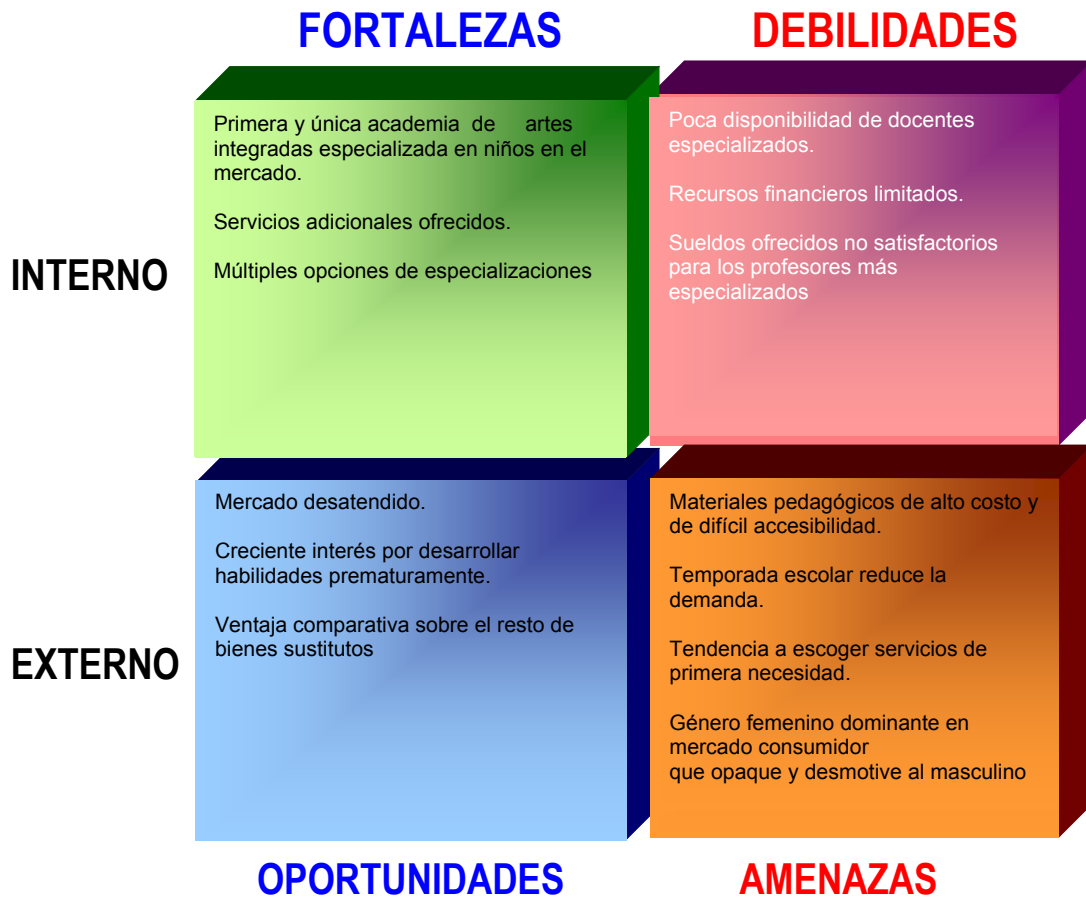 FORTALEZAS
DEBILIDADES
INTERNO
Primera y única academia de artes
integradas especializada en niños en el
mercado.
Servicios adicionales ofrecidos.
Múltiples opciones de especializaciones
Poca disponibilidad de docentes
especializados.
Recursos financieros limitados.
Sueldos ofrecidos no satisfactorios
para los profesores más
especializados
EXTERNO
Mercado desatendido.
Creciente interés por desarrollar
habilidades prematuramente.
Ventaja comparativa sobre el resto de
bienes sustitutos
Materiales pedagógicos de alto costo y
de difícil accesibilidad.
Temporada escolar reduce la
demanda.
Tendencia a escoger servicios de
primera necesidad.
Género femenino dominante en
mercado consumidor
que opaque y desmotive al masculino
OPORTUNIDADES
AMENAZAS